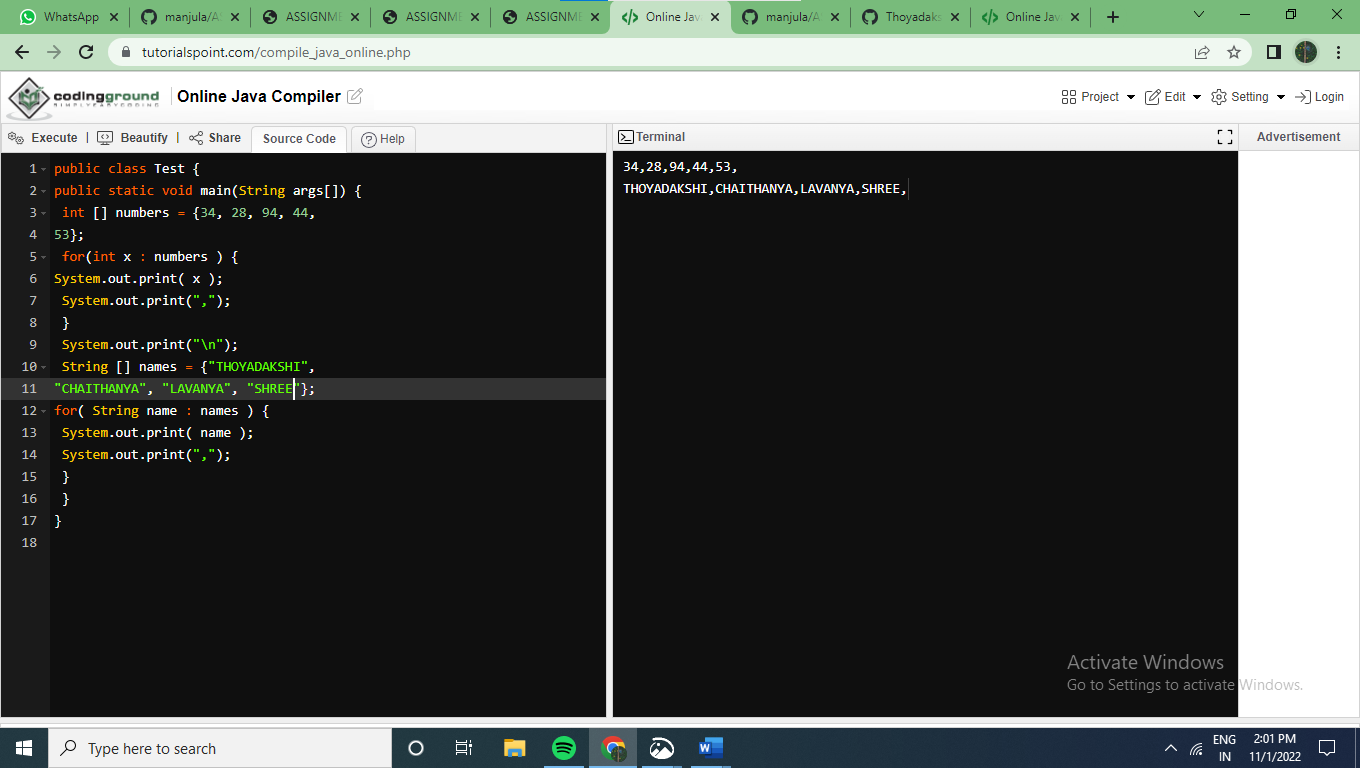 WhatsApp
manjula/A
ASSIGNME
ASSIGNME
ASSIGNME
Online Jav
manjula/A
Thoyadaks
Online Jav
tutorialspoint.com/compile_java_online.php
codingground
SIMPLYEASYCODING
Online Java Compiler
Project Edit Setting Login
Execute | Beautify | Share Source Code Help
Terminal
Advertisement
1 public class Test {
2 public static void main(String args[]) {
3 int [] numbers = {34, 28, 94, 44,
4 53};
5 for(int x : numbers ) {
6 System.out.print( x );
7 System.out.print(",");
8 }
9 System.out.print("\n");
10 String [] names = {"THOYADAKSHI",
11 "CHAITHANYA", "LAVANYA", "SHREE"};
12 for( String name : names ) {
13 System.out.print( name );
14 System.out.print(",");
15 }
16 }
17 }
18
34,28,94,44,53,
THOYADAKSHI,CHAITHANYA,LAVANYA,SHREE,
Activate Windows
Go to Settings to activate Windows.
Type here to search
ENG
IN
2:01 PM
11/1/2022